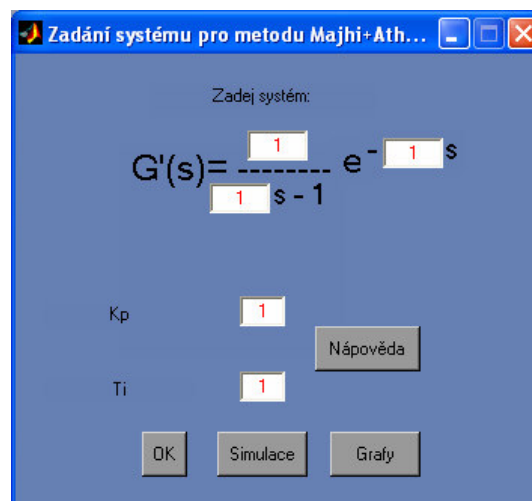 Zadání systému pro metodu Majhi+Ath...
Zadej systém:
1
G'(s)= -------- e - 1 s
1 s - 1
Kp 1
Nápověda
Ti 1
OK Simulace Grafy